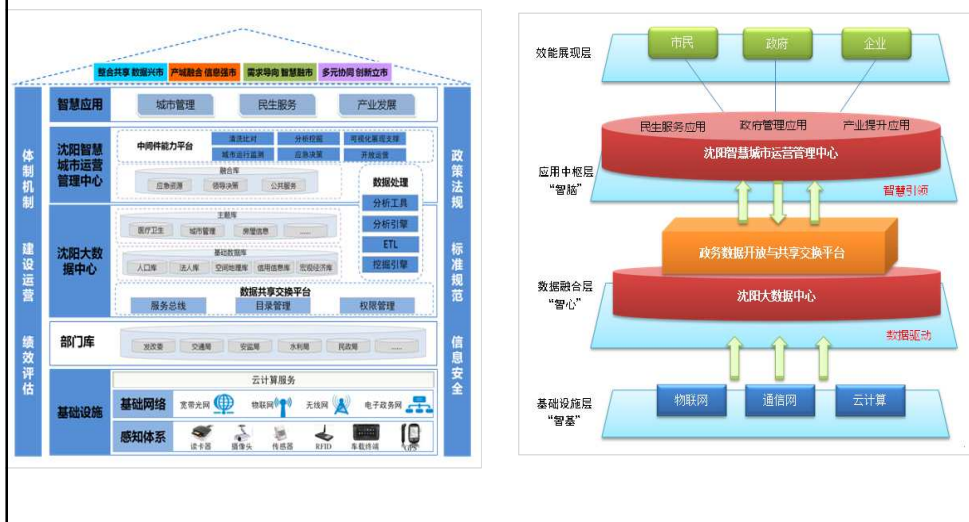 整合共享 数据兴市
产城融合 信息强市
需求导向 智慧融市
多元协同 创新立市
体制机制
建设运营
绩效评估
智慧应用
城市管理
民生服务
产业发展
沈阳智慧城市运营管理中心
中间件能力平台
清洗比对
分析挖掘
可视化展现支撑
城市运行监测
应急决策
开放运营
融合库
应急资源
领导决策
公共服务
数据处理
分析工具
分析引擎
ETL
挖掘引擎
沈阳大数据中心
主题库
医疗卫生
城市管理
房屋信息
......
基础数据库
人口库
法人库
空间地理库
信用信息库
宏观经济库
数据共享交换平台
服务总线
目录管理
权限管理
部门库
发改委
交通局
安监局
水利局
民政局
......
基础设施
云计算服务
基础网络
宽带光网
物联网
无线网
电子政务网
感知体系
读卡器
摄像头
传感器
RFID
车载终端
GPS
政策法规
标准规范
信息安全
效能展现层
市民
政府
企业
民生服务应用
政府管理应用
产业提升应用
沈阳智慧城市运营管理中心
应用中枢层
“智脑”
智慧引领
政务数据开放与共享交换平台
数据融合层
“智心”
沈阳大数据中心
数据驱动
基础设施层
“智基”
物联网
通信网
云计算